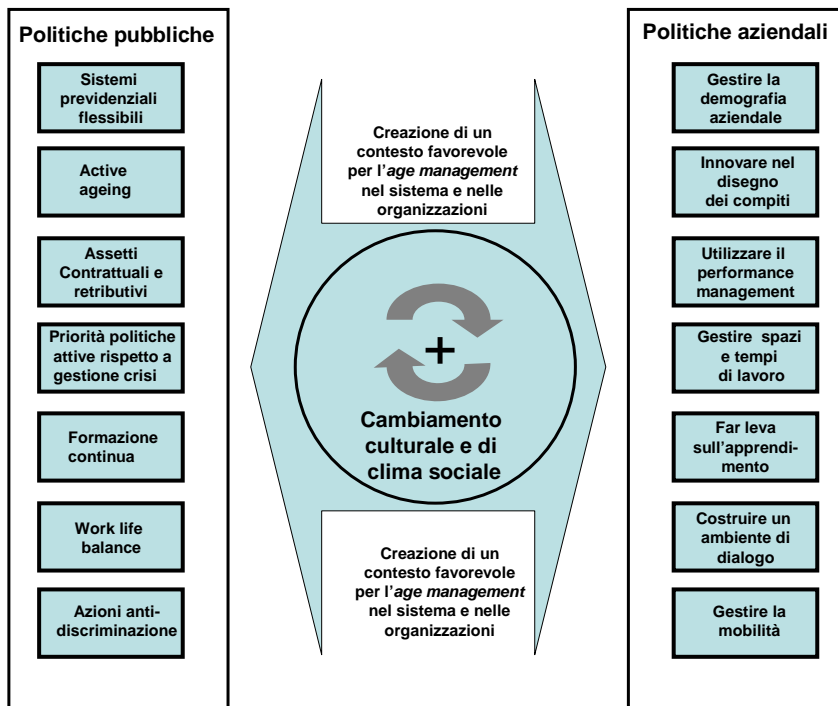 Politiche pubbliche
Sistemi
previdenziali
flessibili
Active
ageing
Assetti
Contrattuali e
retributivi
Priorità politiche
attive rispetto a
gestione crisi
Formazione
continua
Work life
balance
Azioni anti-
discriminazione
Creazione di un
contesto favorevole
per l'age management
nel sistema e nelle
organizzazioni
+
Cambiamento
culturale e di
clima sociale
Creazione di un
contesto favorevole
per l'age management
nel sistema e nelle
organizzazioni
Politiche aziendali
Gestire la
demografia
aziendale
Innovare nel
disegno
dei compiti
Utilizzare il
performance
management
Gestire spazi
e tempi
di lavoro
Far leva
sull'apprendi-
mento
Costruire un
ambiente di
dialogo
Gestire la
mobilità